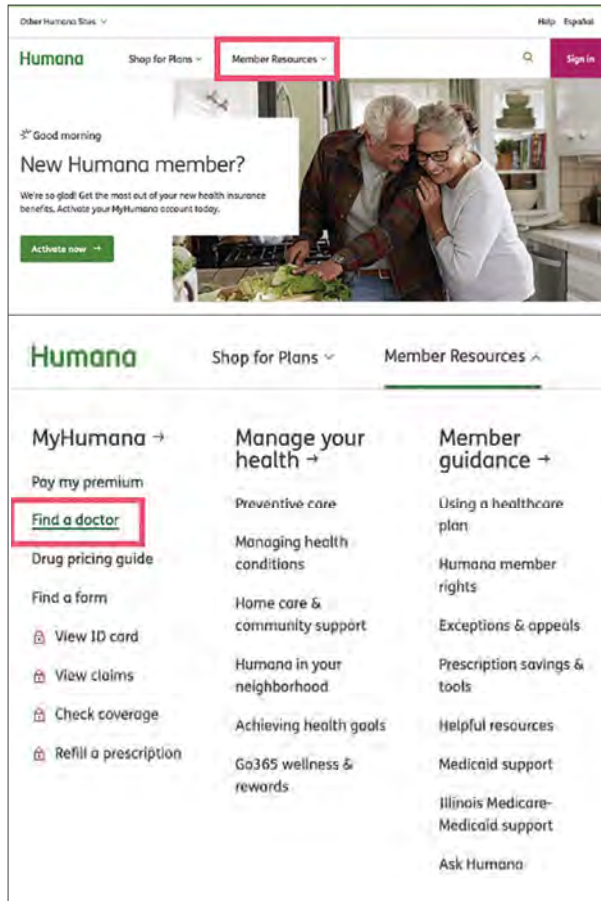 Other Humana Sites
Help Español
Humana Shop for Plans Member Resources Sign in
Good morning
New Humana member?
We're so glad! Get the most out of your new health insurance
benefits. Activate your MyHumana account today.
Activate now →
Humana Shop for Plans Member Resources
MyHumana →
Pay my premium
Find a doctor
Drug pricing guide
Find a form
View ID card
View claims
Check coverage
Refill a prescription
Manage your
health →
Preventive care
Managing health
conditions
Home care &
community support
Humana in your
neighborhood
Achieving health goals
Go365 wellness &
rewards
Member
guidance →
Using a healthcare
plan
Humana member
rights
Exceptions & appeals
Prescription savings &
tools
Helpful resources
Medicaid support
Illinois Medicare-
Medicaid support
Ask Humana